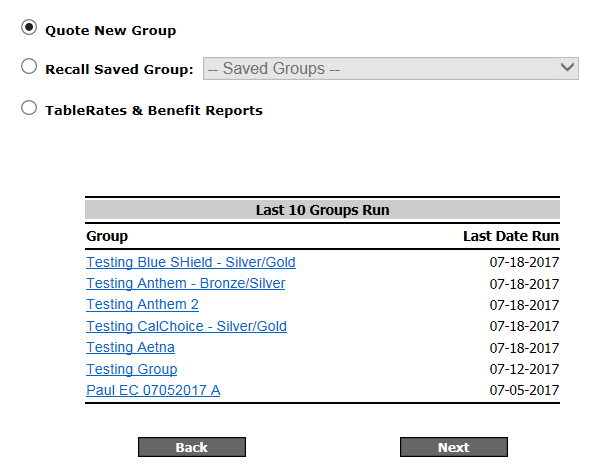 Quote New Group
Recall Saved Group: -- Saved Groups --
TableRates & Benefit Reports
Last 10 Groups Run
Group Last Date Run
Testing Blue SHield - Silver/Gold 07-18-2017
Testing Anthem - Bronze/Silver 07-18-2017
Testing Anthem 2 07-18-2017
Testing CalChoice - Silver/Gold 07-18-2017
Testing Aetna 07-18-2017
Testing Group 07-12-2017
Paul EC 07052017 A 07-05-2017
Back Next